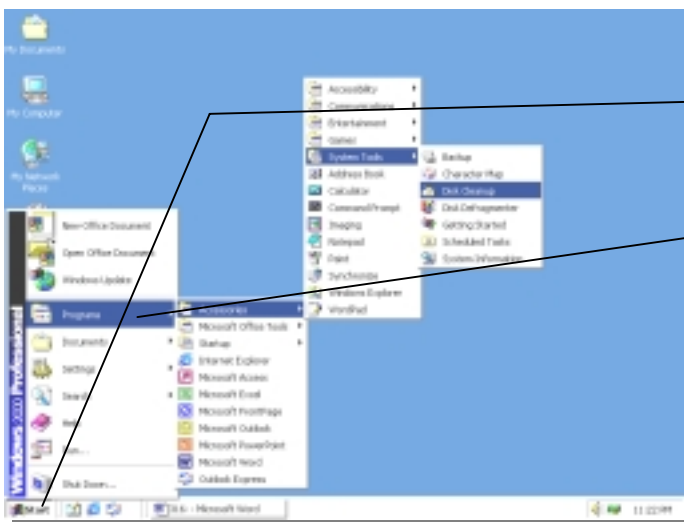 My Documents
My Computer
My Network
Places
New Office Document
Open Office Document
Windows Update
Programs
Documents
Settings
Search
Help
Run...
Shut Down...
Windows 2000 Professional
Accessories
Microsoft Office Tools
Startup
Internet Explorer
Microsoft Access
Microsoft Excel
Microsoft FrontPage
Microsoft Outlook
Microsoft PowerPoint
Microsoft Word
Outlook Express
Accessibility
Communications
Entertainment
Games
System Tools
Address Book
Calculator
Command Prompt
Imaging
Notepad
Paint
Synchronize
Windows Explorer
WordPad
Backup
Character Map
Disk Cleanup
Disk Defragmenter
Getting Started
Scheduled Tasks
System Information
Start
- Microsoft Word
11:22